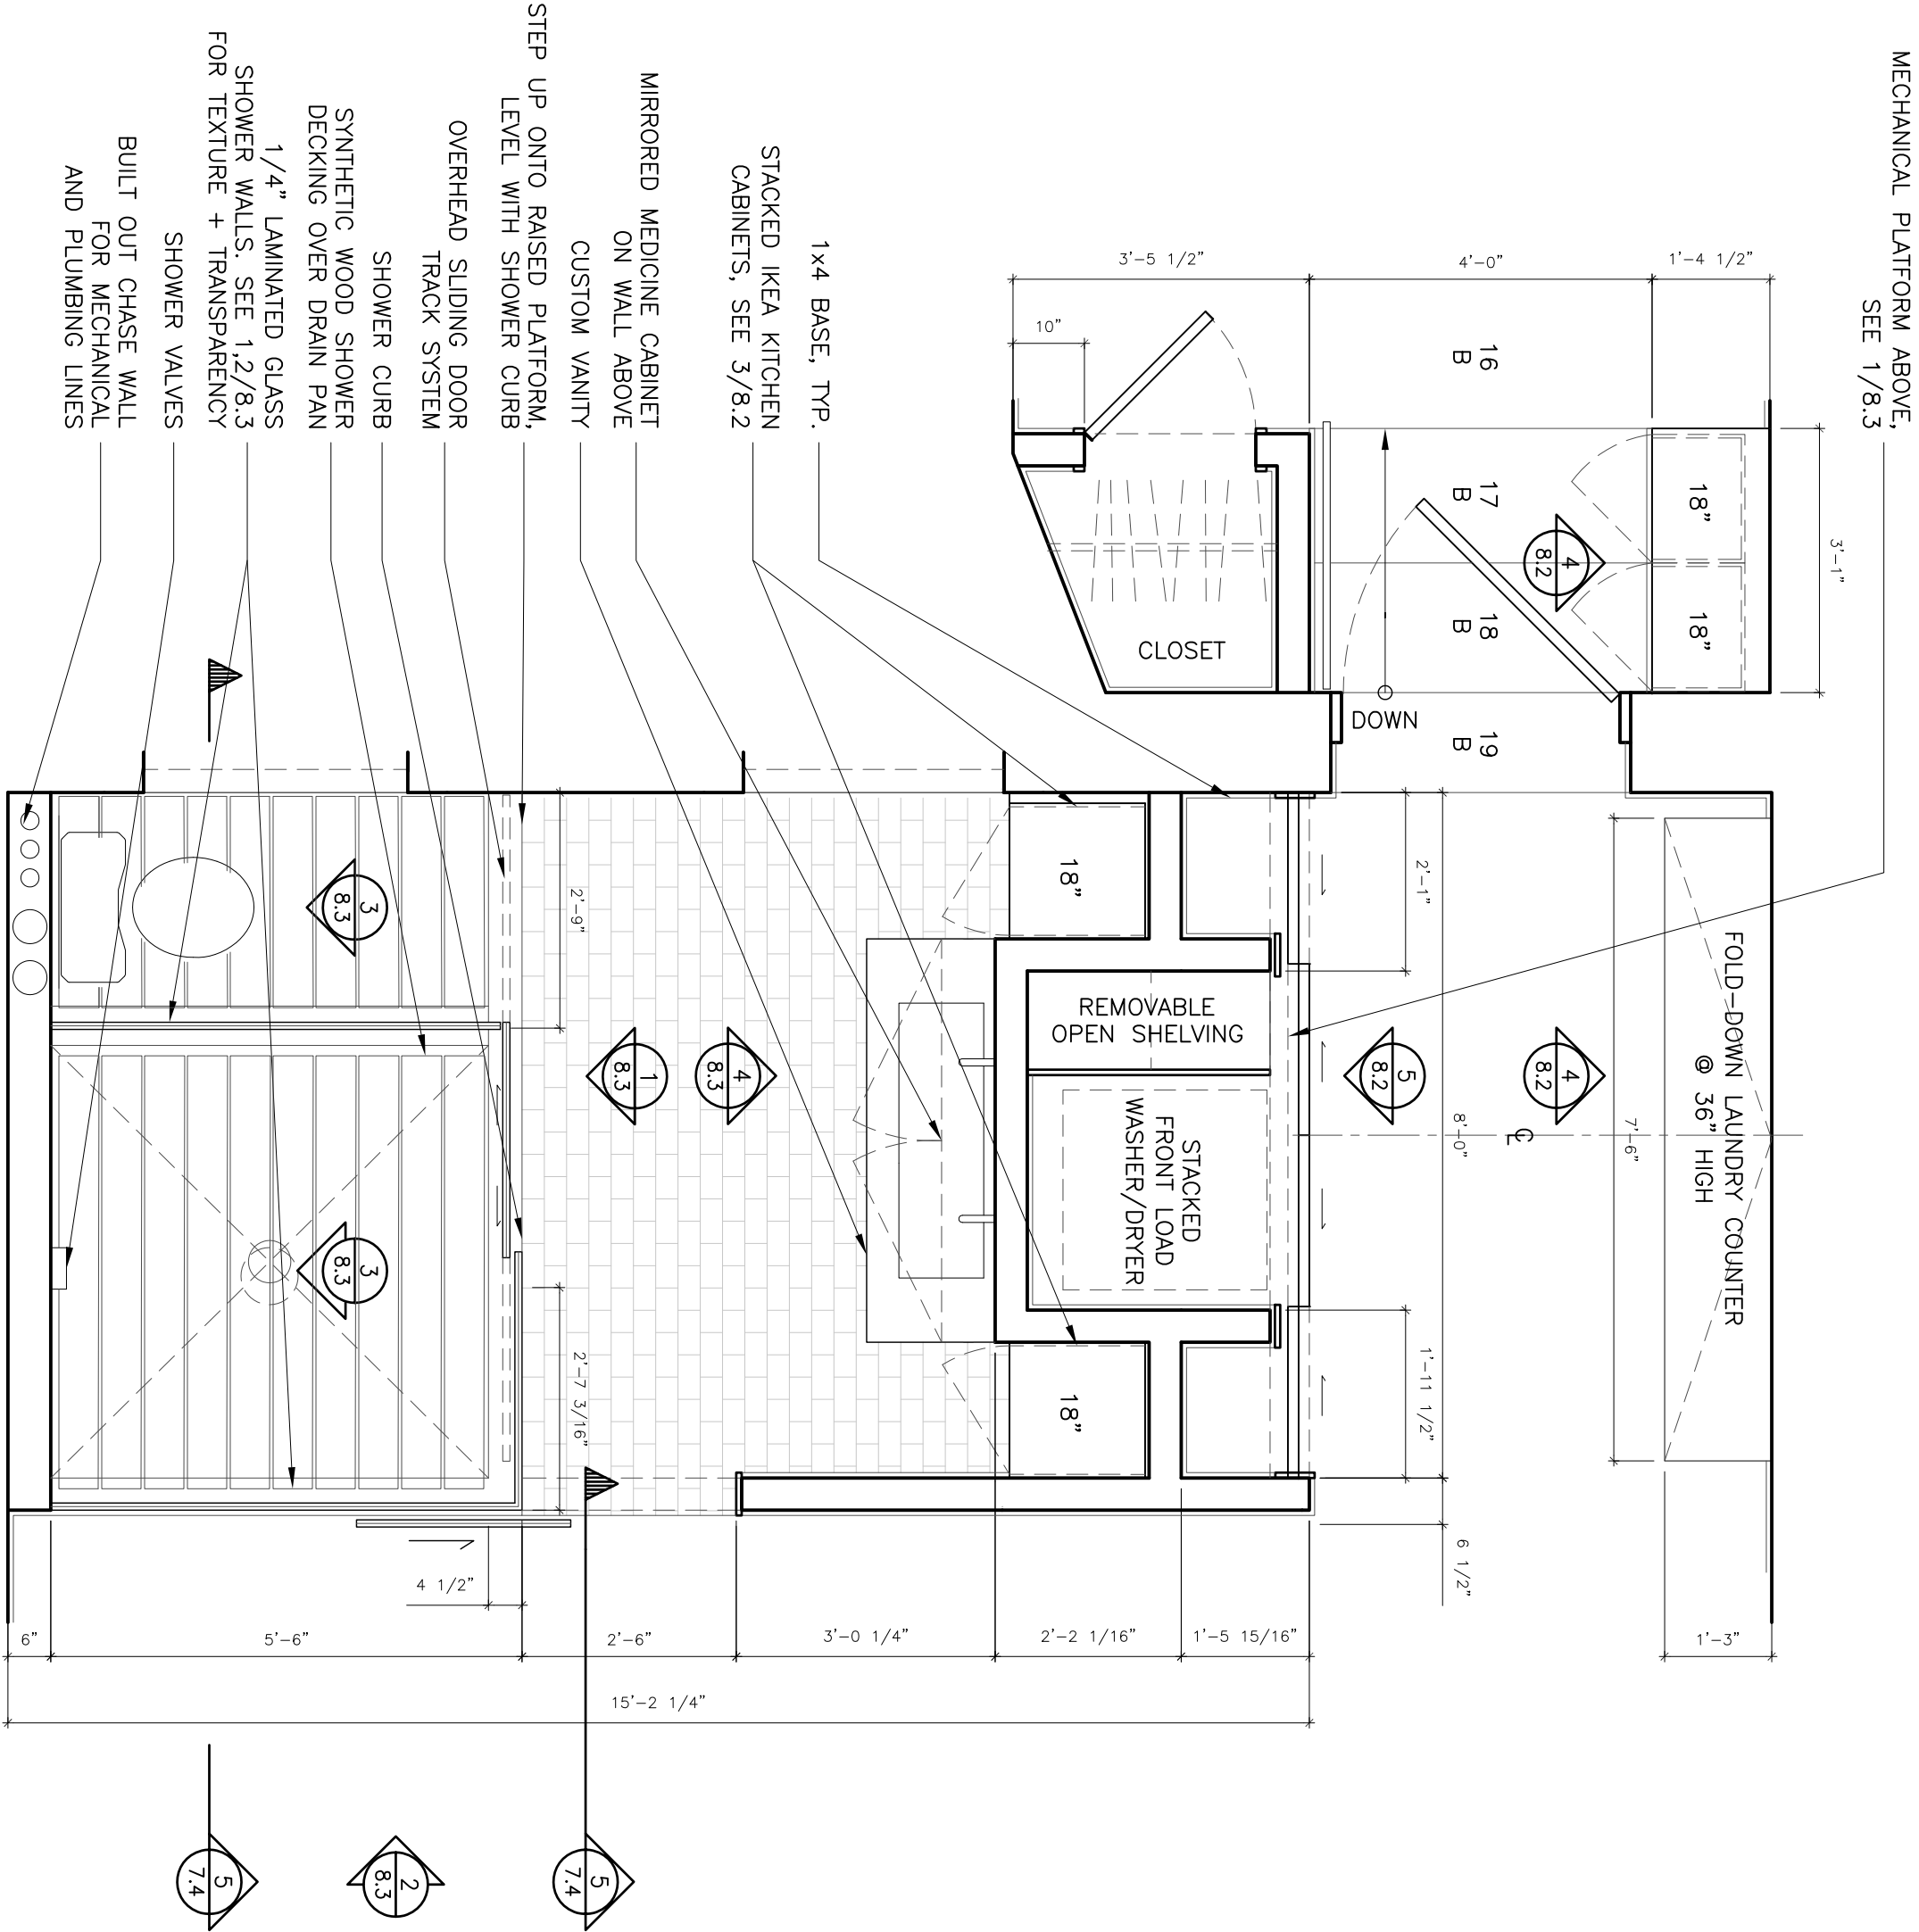 MECHANICAL PLATFORM ABOVE,
SEE 1/8.3
1x4 BASE, TYP.
STACKED IKEA KITCHEN
CABINETS, SEE 3/8.2
MIRRORED MEDICINE CABINET
ON WALL ABOVE
CUSTOM VANITY
STEP UP ONTO RAISED PLATFORM,
LEVEL WITH SHOWER CURB
OVERHEAD SLIDING DOOR
TRACK SYSTEM
SHOWER CURB
SYNTHETIC WOOD SHOWER
DECKING OVER DRAIN PAN
1/4" LAMINATED GLASS
SHOWER WALLS. SEE 1,2/8.3
FOR TEXTURE + TRANSPARENCY
SHOWER VALVES
BUILT OUT CHASE WALL
FOR MECHANICAL
AND PLUMBING LINES
3'-5 1/2"
4'-0"
1'-4 1/2"
10"
3'-1"
16
B
17
B
18
B
19
B
18"
18"
4
8.2
CLOSET
DOWN
2'-1"
8'-0"
7'-6"
1'-11 1/2"
6 1/2"
FOLD-DOWN LAUNDRY COUNTER
@ 36" HIGH
CL
4
8.2
5
8.2
18"
REMOVABLE
OPEN SHELVING
STACKED
FRONT LOAD
WASHER/DRYER
18"
4
8.3
1
8.3
3
8.3
3
8.3
2'-9"
2'-7 3/16"
4 1/2"
6"
5'-6"
2'-6"
3'-0 1/4"
2'-2 1/16"
1'-5 15/16"
1'-3"
15'-2 1/4"
5
7.4
2
8.3
5
7.4